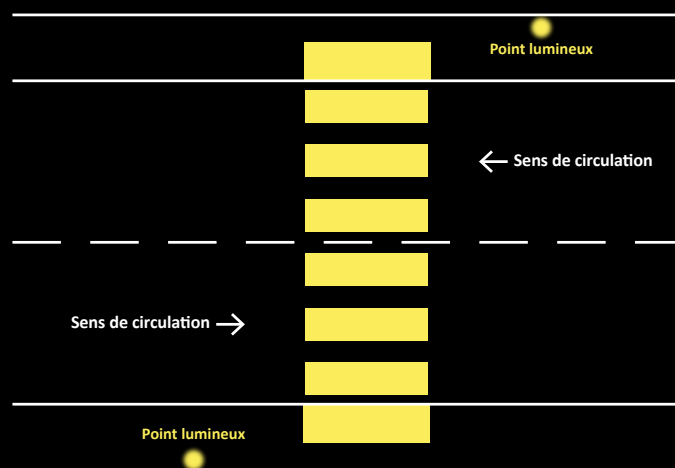 Point lumineux
Sens de circulation
Sens de circulation
Point lumineux